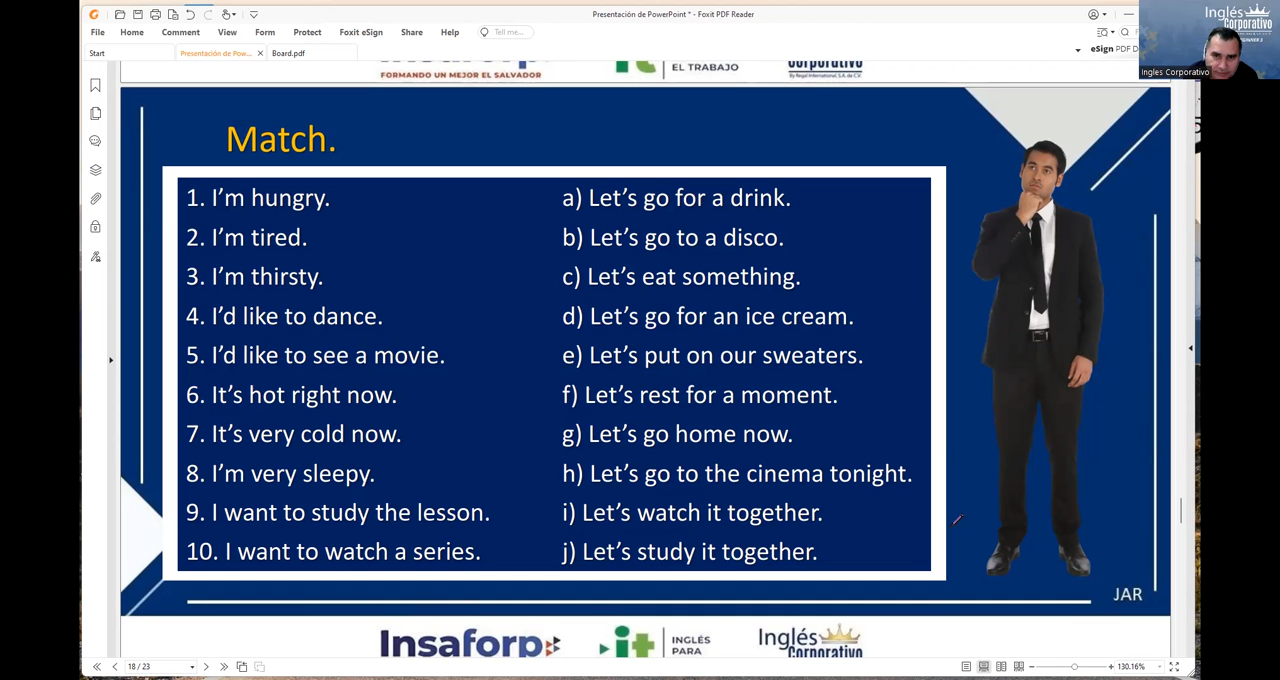 Presentación de PowerPoint * - Foxit PDF Reader
File Home Comment View Form Protect Foxit eSign Share Help Tell me...
Start Presentación de Pow... Board.pdf
eSign PDF D
FORMANDO UN MEJOR EL SALVADOR
EL TRABAJO
By Regal International, S.A. de C.V.
Inglés
Corporativo
Ingles Corporativo
Match.
1. I'm hungry.
2. I'm tired.
3. I'm thirsty.
4. I'd like to dance.
5. I'd like to see a movie.
6. It's hot right now.
7. It's very cold now.
8. I'm very sleepy.
9. I want to study the lesson.
10. I want to watch a series.
a) Let's go for a drink.
b) Let's go to a disco.
c) Let's eat something.
d) Let's go for an ice cream.
e) Let's put on our sweaters.
f) Let's rest for a moment.
g) Let's go home now.
h) Let's go to the cinema tonight.
i) Let's watch it together.
j) Let's study it together.
JAR
Insaforp
it
INGLÉS
PARA
Inglés
Corporativo
18 / 23
130.16%